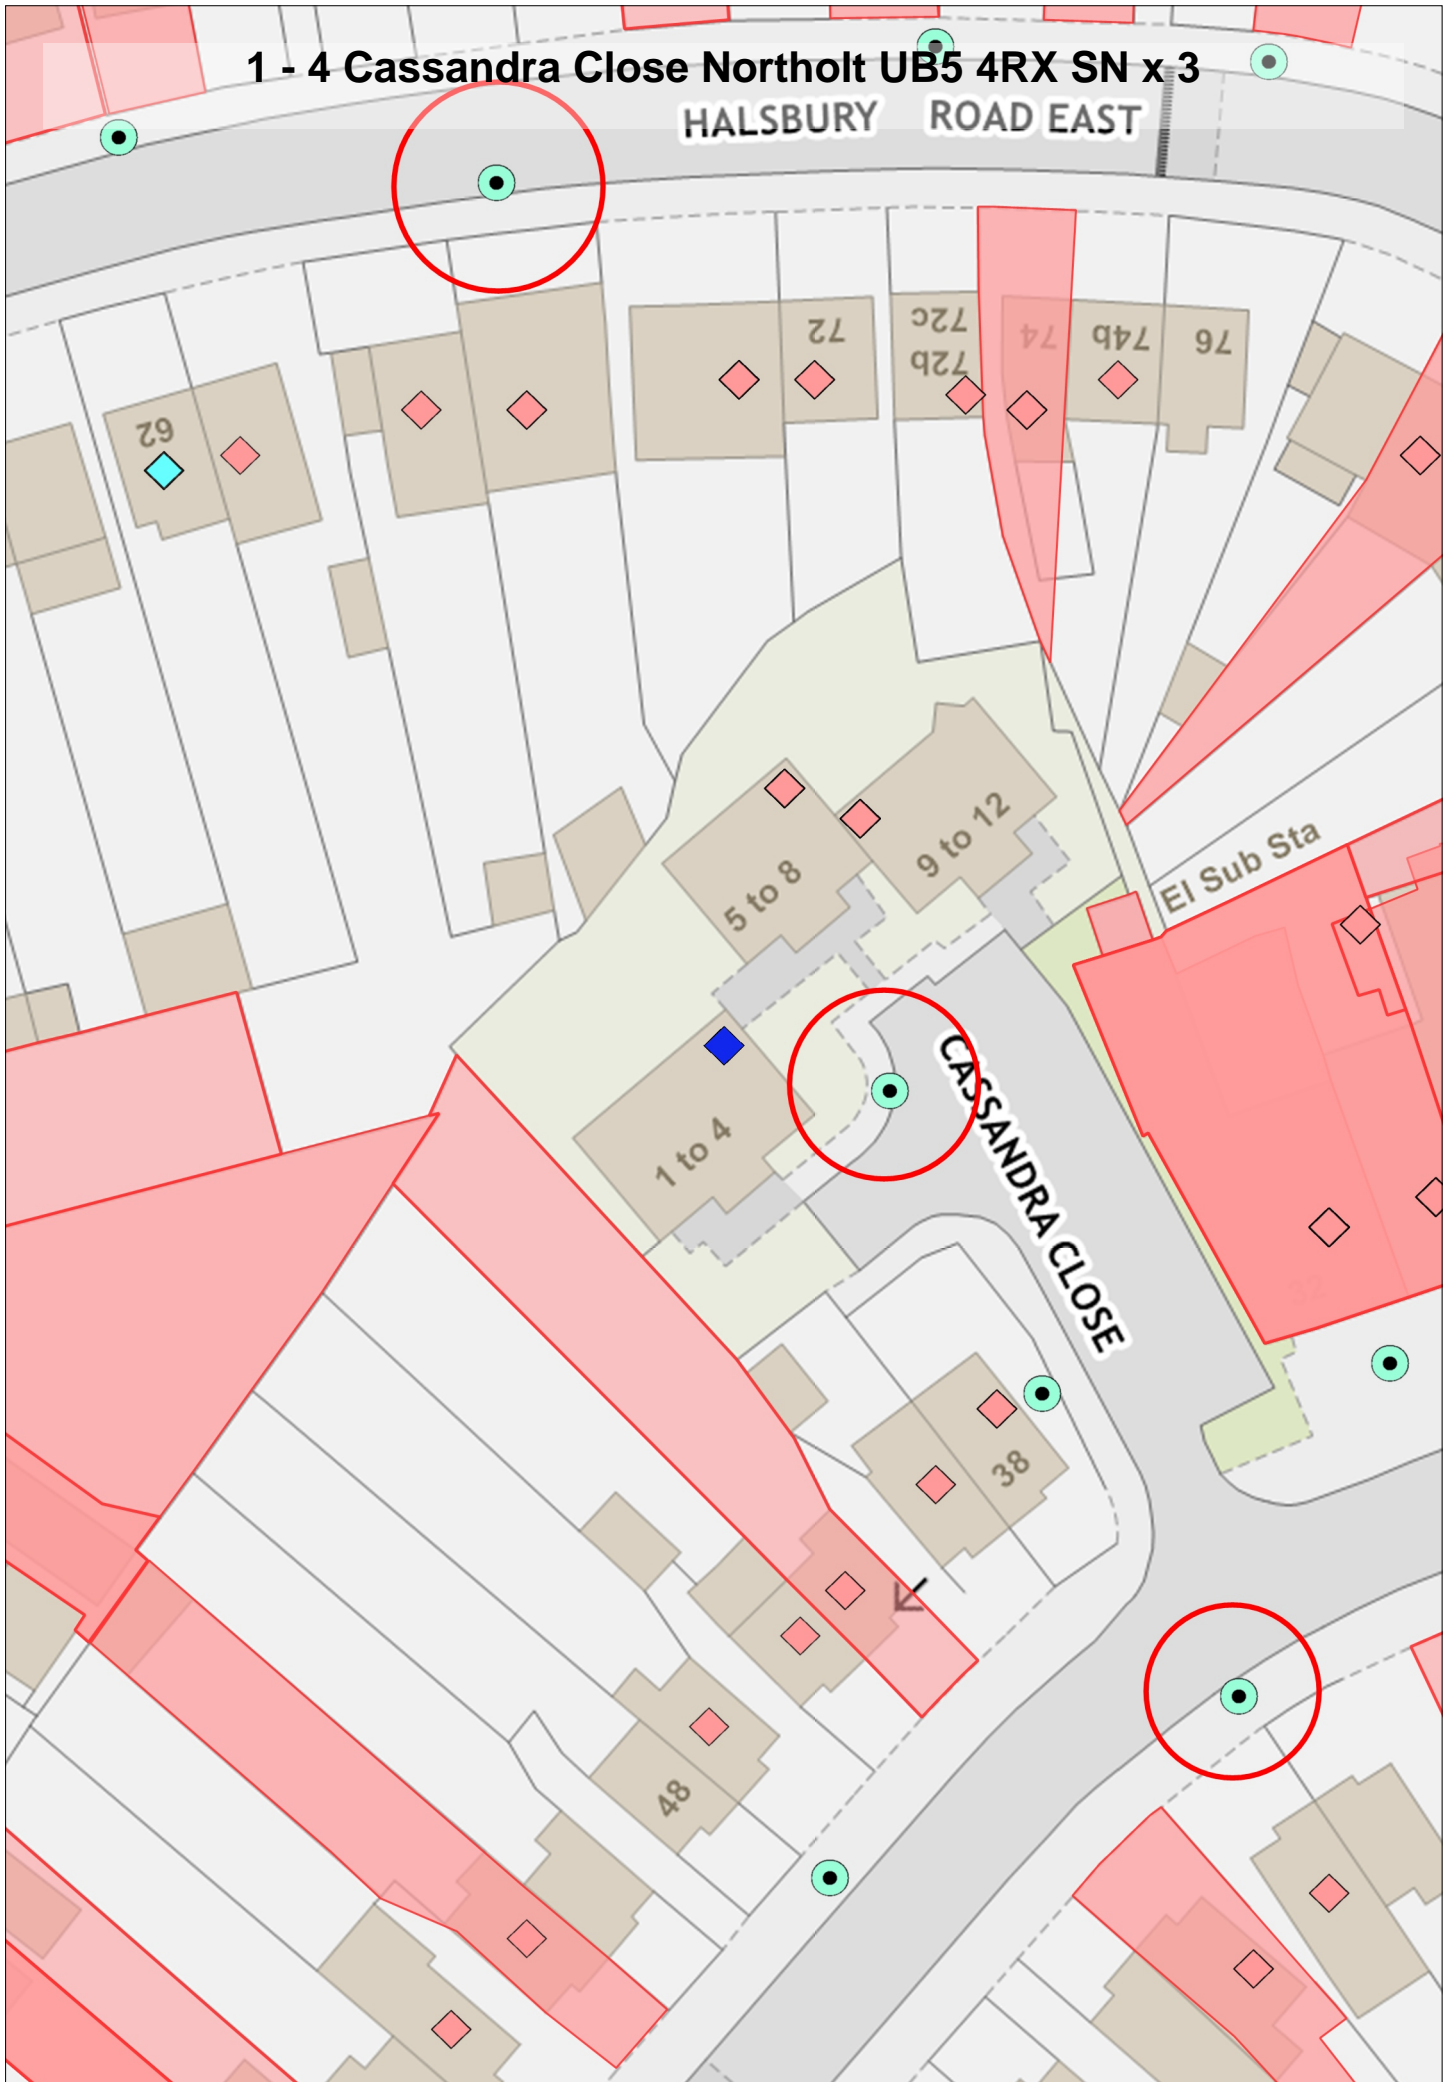 1 - 4 Cassandra Close Northolt UB5 4RX SN x 3
HALSBURY ROAD EAST
72
72c
72b
74
74b
76
62
El Sub Sta
9 to 12
5 to 8
CASSANDRA CLOSE
1 to 4
32
38
48